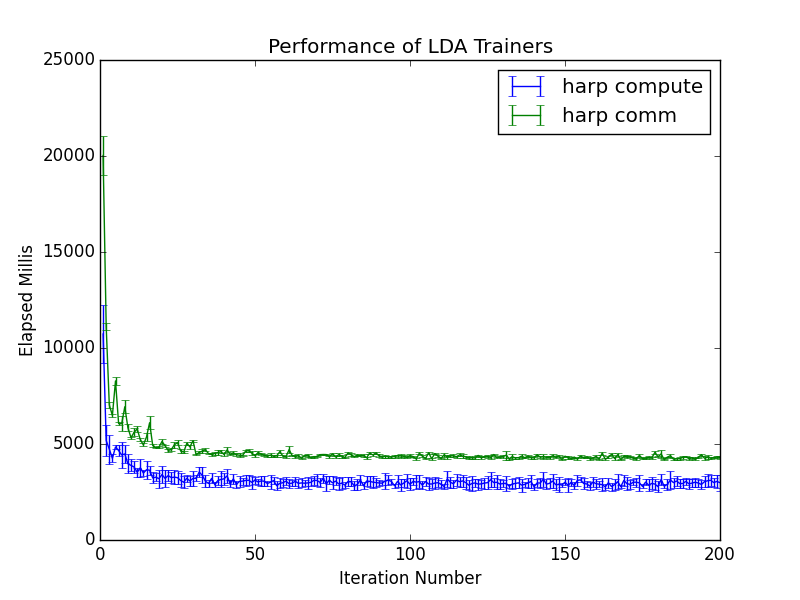 Performance of LDA Trainers
harp compute
harp comm
25000
20000
15000
10000
5000
0
Elapsed Millis
0 50 100 150 200
Iteration Number